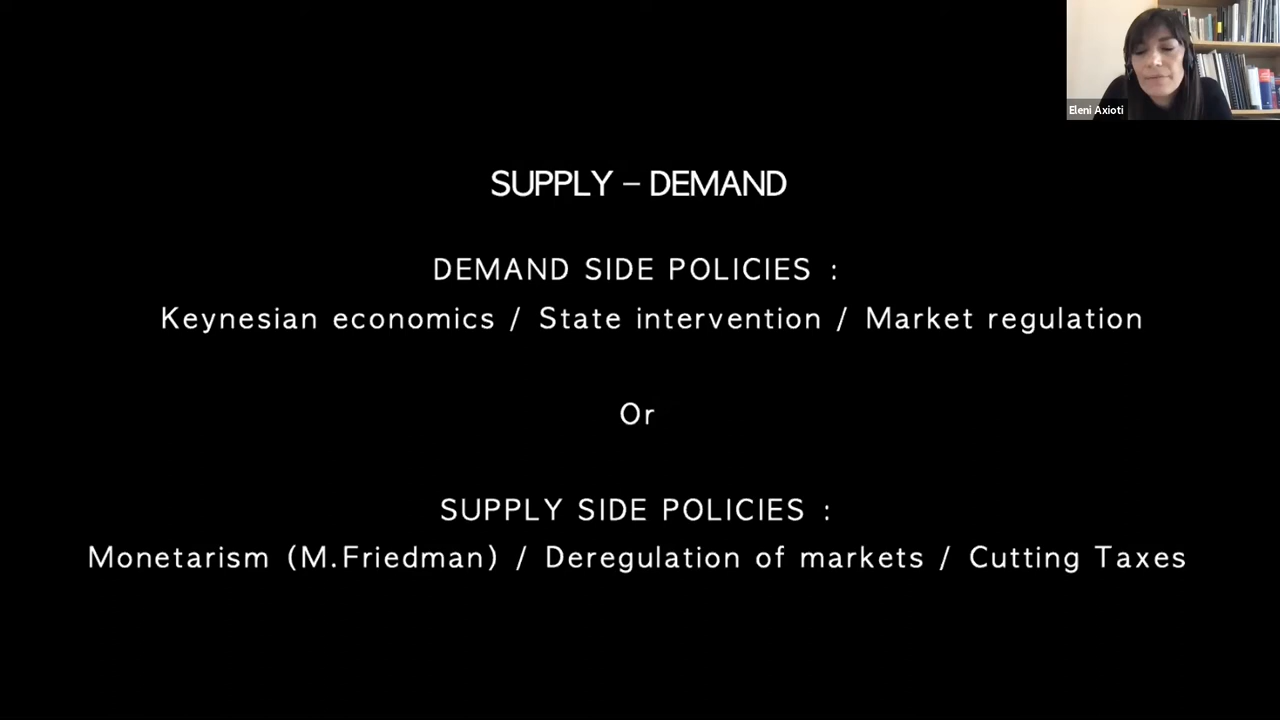 Eleni Axioti
SUPPLY – DEMAND
DEMAND SIDE POLICIES :
Keynesian economics / State intervention / Market regulation
Or
SUPPLY SIDE POLICIES :
Monetarism (M.Friedman) / Deregulation of markets / Cutting Taxes